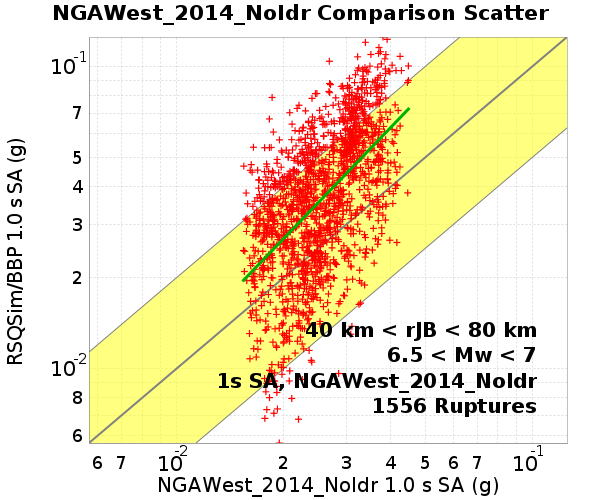 NGAWest_2014_NoIdr Comparison Scatter
10-1
7
5
4
3
2
10-2
8
6
RSQSim/BBP 1.0 s SA (g)
40 km < rJB < 80 km
6.5 < Mw < 7
1s SA, NGAWest_2014_NoIdr
1556 Ruptures
6 7 10-2 2 3 4 5 6 7 10-1
NGAWest_2014_NoIdr 1.0 s SA (g)